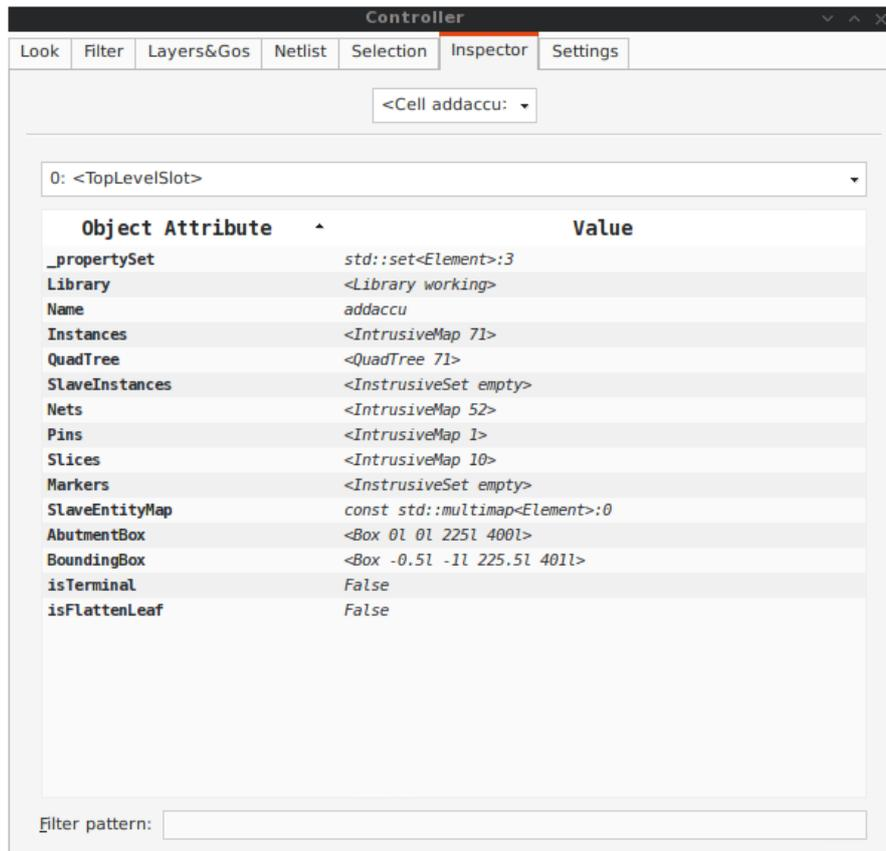 Controller
Look Filter Layers&Gos Netlist Selection Inspector Settings
<Cell addaccu:
0: <TopLevelSlot>
Object Attribute Value
_propertySet std::set<Element>:3
Library <Library working>
Name addaccu
Instances <IntrusiveMap 71>
QuadTree <QuadTree 71>
SlaveInstances <InstrusiveSet empty>
Nets <IntrusiveMap 52>
Pins <IntrusiveMap 1>
Slices <IntrusiveMap 10>
Markers <InstrusiveSet empty>
SlaveEntityMap const std::multimap<Element>:0
AbutmentBox <Box 0l 0l 225l 400l>
BoundingBox <Box -0.5l -1l 225.5l 401l>
isTerminal False
isFlattenLeaf False
Filter pattern: